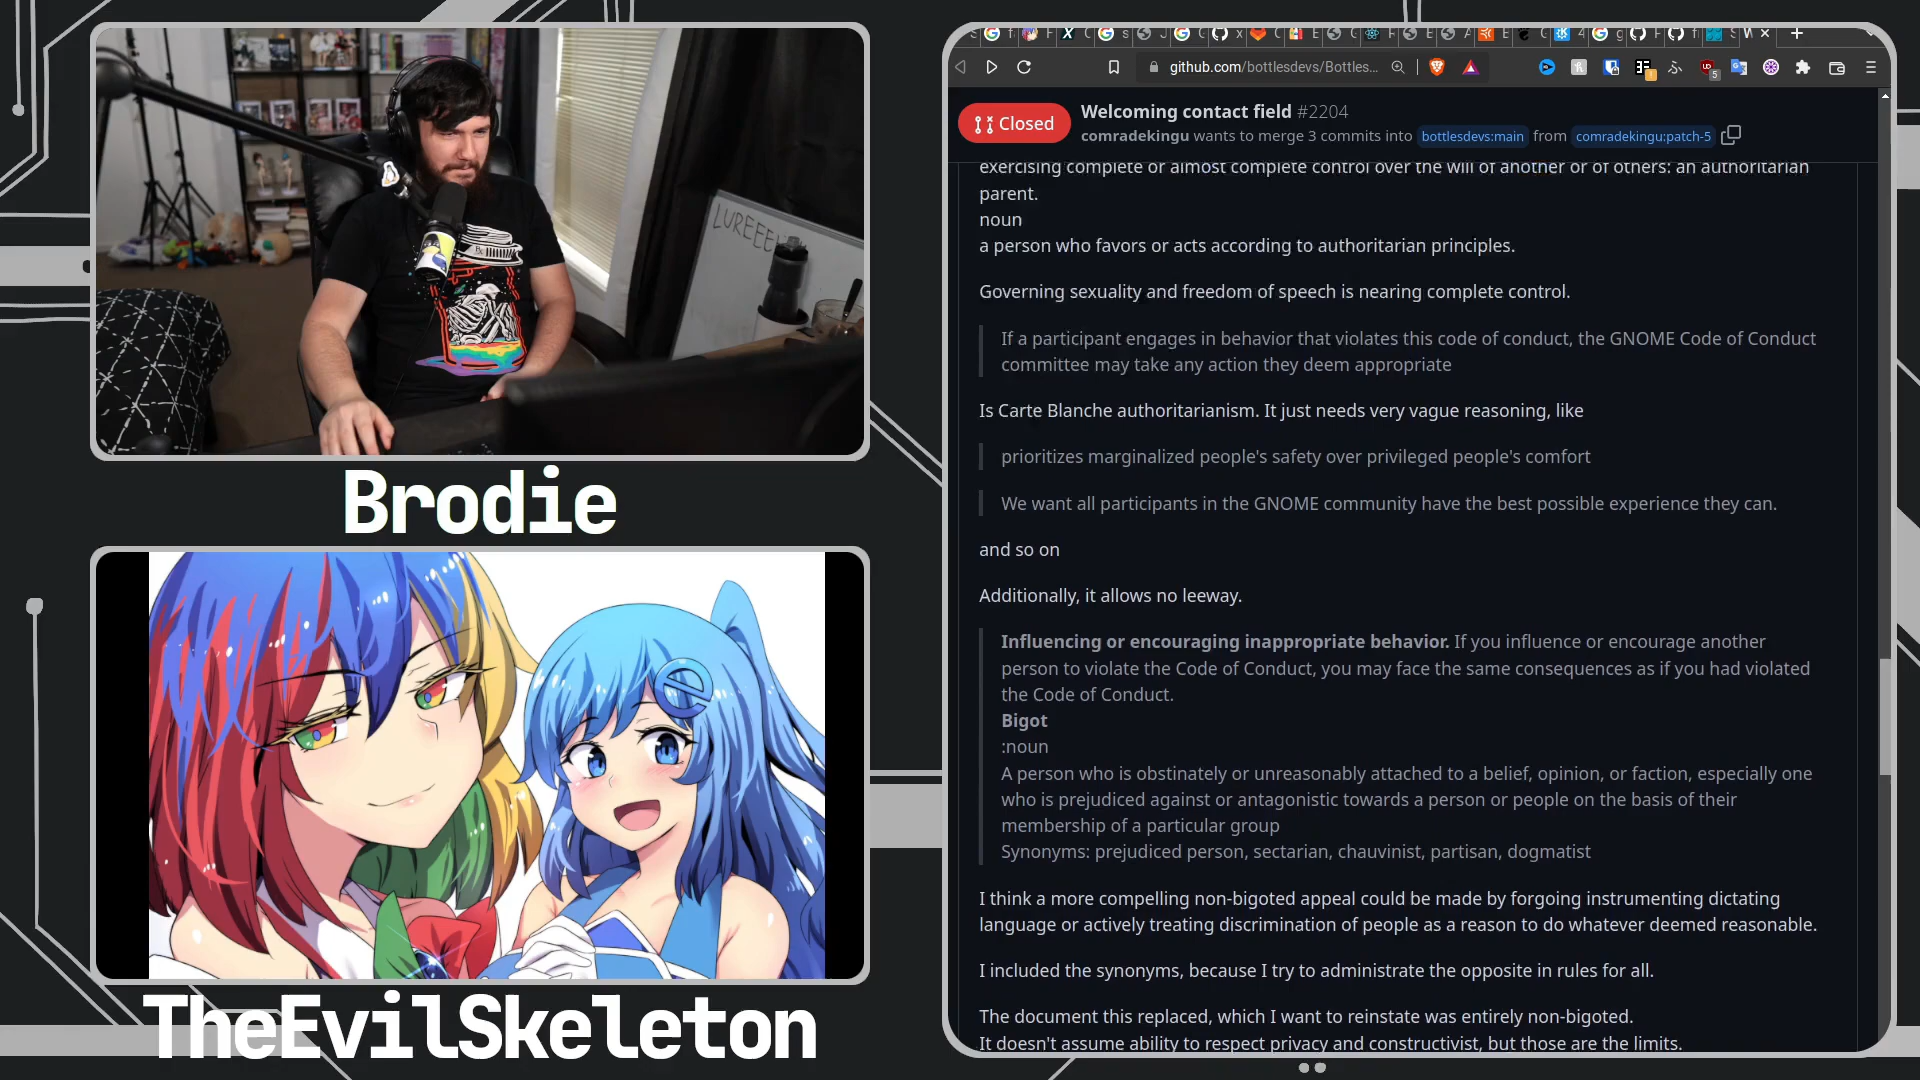 github.com/bottlesdevs/Bottles...
Closed
Welcoming contact field #2204
comradekingu wants to merge 3 commits into bottlesdevs:main from comradekingu:patch-5
exercising complete or almost complete control over the will of another or of others: an authoritarian
parent.
noun
a person who favors or acts according to authoritarian principles.
Governing sexuality and freedom of speech is nearing complete control.
If a participant engages in behavior that violates this code of conduct, the GNOME Code of Conduct
committee may take any action they deem appropriate
Is Carte Blanche authoritarianism. It just needs very vague reasoning, like
prioritizes marginalized people's safety over privileged people's comfort
We want all participants in the GNOME community have the best possible experience they can.
and so on
Additionally, it allows no leeway.
Influencing or encouraging inappropriate behavior. If you influence or encourage another
person to violate the Code of Conduct, you may face the same consequences as if you had violated
the Code of Conduct.
Bigot
:noun
A person who is obstinately or unreasonably attached to a belief, opinion, or faction, especially one
who is prejudiced against or antagonistic towards a person or people on the basis of their
membership of a particular group
Synonyms: prejudiced person, sectarian, chauvinist, partisan, dogmatist
I think a more compelling non-bigoted appeal could be made by forgoing instrumenting dictating
language or actively treating discrimination of people as a reason to do whatever deemed reasonable.
I included the synonyms, because I try to administrate the opposite in rules for all.
The document this replaced, which I want to reinstate was entirely non-bigoted.
It doesn't assume ability to respect privacy and constructivist, but those are the limits.
Brodie
TheEvilSkeleton